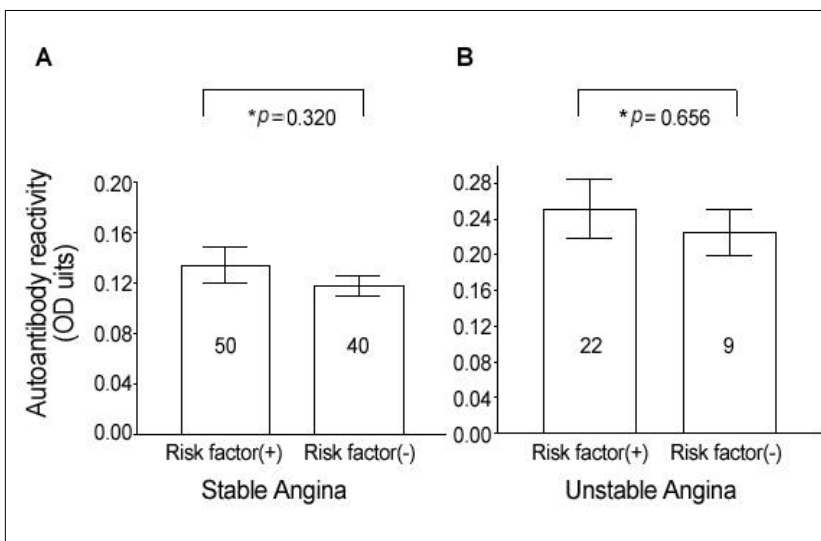 A
B
*p=0.320
*p=0.656
Autoantibody reactivity
(OD uits)
0.20
0.16
0.12
0.08
0.04
0.00
50
40
Risk factor(+) Risk factor(-)
Stable Angina
0.28
0.24
0.20
0.16
0.12
0.08
0.04
0.00
22
9
Risk factor(+) Risk factor(-)
Unstable Angina